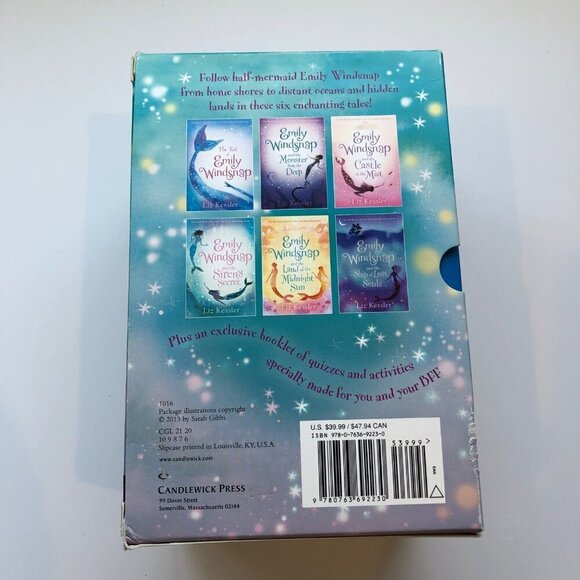 Follow half-mermaid Emily Windsnap
from home shores to distant oceans and hidden
lands in these six enchanting tales!
The Tail
of
Emily
Windsnap
Liz Kessler
Emily
Windsnap
and the
Monster
from the
Deep
Liz Kessler
Emily
Windsnap
and the
Castle
in the
Mist
Liz Kessler
Emily
Windsnap
and the
Siren's
Secret
Liz Kessler
Emily
Windsnap
and the
Land of the
Midnight
Sun
Liz Kessler
Emily
Windsnap
and the
Ship of Lost
Souls
Liz Kessler
Plus an exclusive booklet of quizzes and activities
specially made for you and your BFF
1016
Package illustrations copyright
© 2015 by Sarah Gibb
CGL 21 20
10 9 8 7 6
Slipcase printed in Louisville, KY, U.S.A.
www.candlewick.com
CANDLEWICK PRESS
99 Dover Street
Somerville, Massachusetts 02144
U.S. $39.99 / $47.94 CAN
ISBN 978-0-7636-9223-0
53999>
9 780763 692230